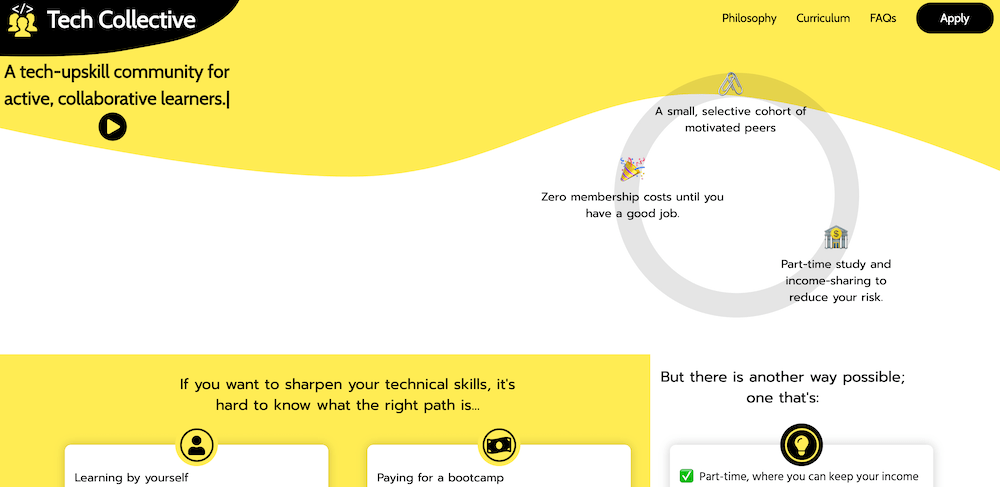 </>
Tech Collective
Philosophy
Curriculum
FAQs
Apply
A tech-upskill community for
active, collaborative learners.|
A small, selective cohort of
motivated peers
Zero membership costs until you
have a good job.
Part-time study and
income-sharing to
reduce your risk.
If you want to sharpen your technical skills, it's
hard to know what the right path is...
Learning by yourself
Paying for a bootcamp
But there is another way possible;
one that's:
✅ Part-time, where you can keep your income